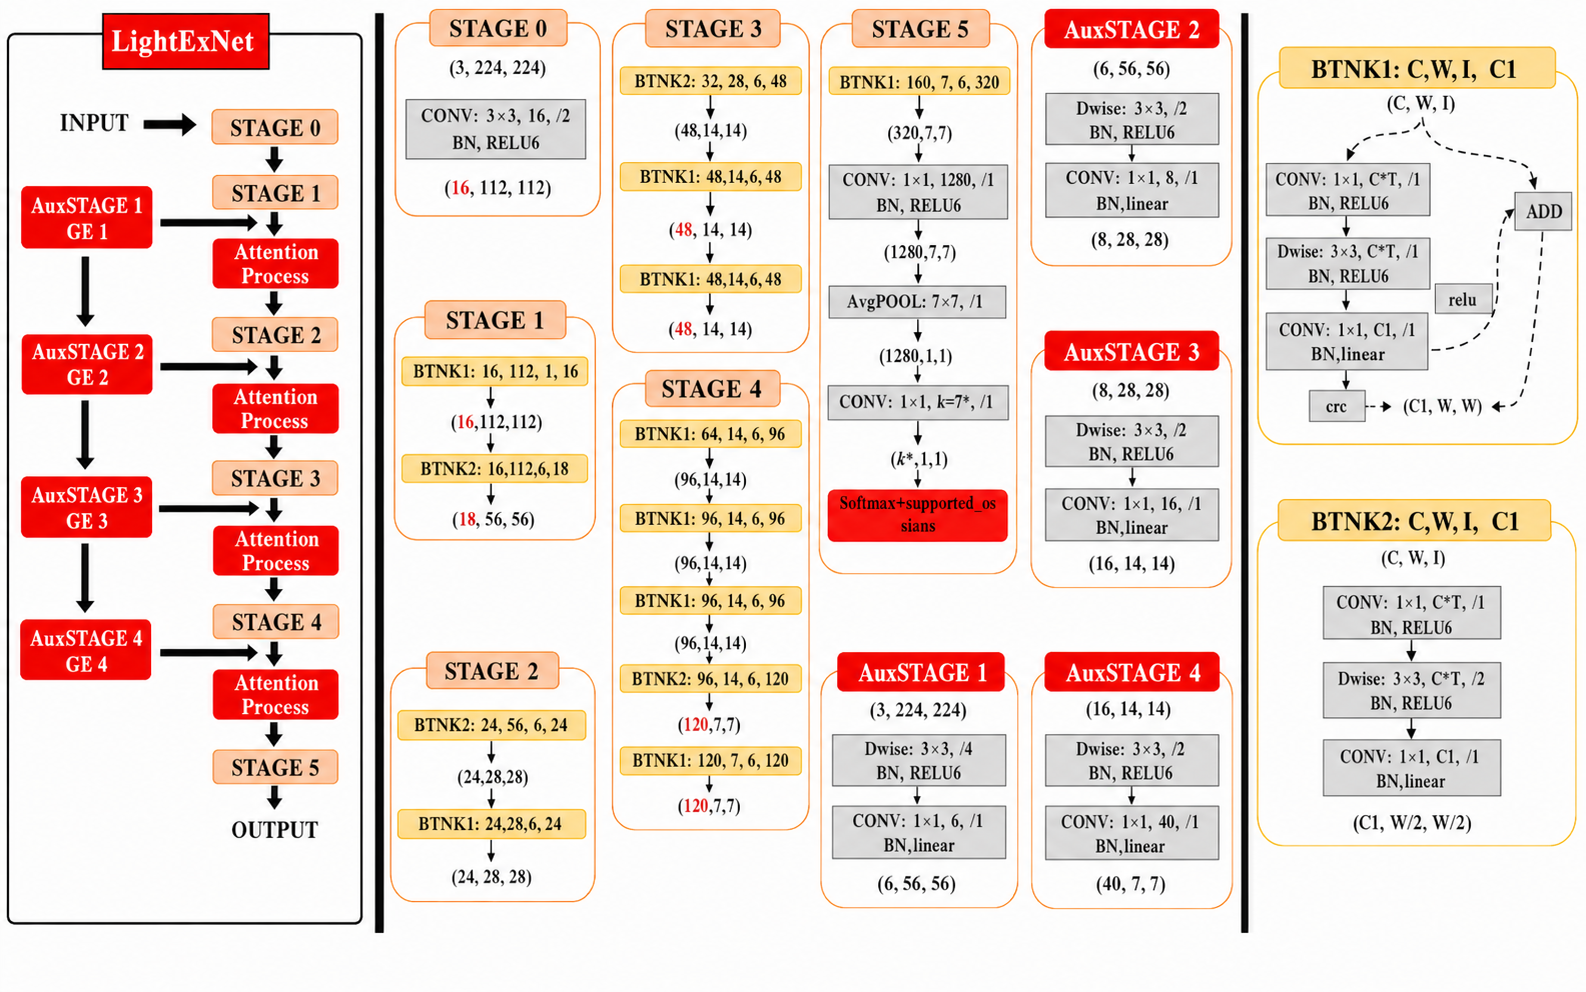 LightExNet
INPUT
STAGE 0
STAGE 1
AuxSTAGE 1
GE 1
Attention
Process
STAGE 2
AuxSTAGE 2
GE 2
Attention
Process
STAGE 3
AuxSTAGE 3
GE 3
Attention
Process
STAGE 4
AuxSTAGE 4
GE 4
Attention
Process
STAGE 5
OUTPUT
STAGE 0
(3, 224, 224)
CONV: 3×3, 16, /2
BN, RELU6
(16, 112, 112)
STAGE 1
BTNK1: 16, 112, 1, 16
(16,112,112)
BTNK2: 16,112,6,18
(18, 56, 56)
STAGE 2
BTNK2: 24, 56, 6, 24
(24,28,28)
BTNK1: 24,28,6, 24
(24, 28, 28)
STAGE 3
BTNK2: 32, 28, 6, 48
(48,14,14)
BTNK1: 48,14,6, 48
(48, 14, 14)
BTNK1: 48,14,6, 48
(48, 14, 14)
STAGE 4
BTNK1: 64, 14, 6, 96
(96,14,14)
BTNK1: 96, 14, 6, 96
(96,14,14)
BTNK1: 96, 14, 6, 96
(96,14,14)
BTNK2: 96, 14, 6, 120
(120,7,7)
BTNK1: 120, 7, 6, 120
(120,7,7)
STAGE 5
BTNK1: 160, 7, 6, 320
(320,7,7)
CONV: 1×1, 1280, /1
BN, RELU6
(1280,7,7)
AvgPOOL: 7×7, /1
(1280,1,1)
CONV: 1×1, k=7*, /1
(k*,1,1)
Softmax+supported_os
sians
AuxSTAGE 1
(3, 224, 224)
Dwise: 3×3, /4
BN, RELU6
CONV: 1×1, 6, /1
BN,linear
(6, 56, 56)
AuxSTAGE 2
(6, 56, 56)
Dwise: 3×3, /2
BN, RELU6
CONV: 1×1, 8, /1
BN,linear
(8, 28, 28)
AuxSTAGE 3
(8, 28, 28)
Dwise: 3×3, /2
BN, RELU6
CONV: 1×1, 16, /1
BN,linear
(16, 14, 14)
AuxSTAGE 4
(16, 14, 14)
Dwise: 3×3, /2
BN, RELU6
CONV: 1×1, 40, /1
BN,linear
(40, 7, 7)
BTNK1: C,W, I, C1
(C, W, I)
CONV: 1×1, C*T, /1
BN, RELU6
ADD
Dwise: 3×3, C*T, /1
BN, RELU6
relu
CONV: 1×1, C1, /1
BN,linear
crc
(C1, W, W)
BTNK2: C,W, I, C1
(C, W, I)
CONV: 1×1, C*T, /1
BN, RELU6
Dwise: 3×3, C*T, /2
BN, RELU6
CONV: 1×1, C1, /1
BN,linear
(C1, W/2, W/2)